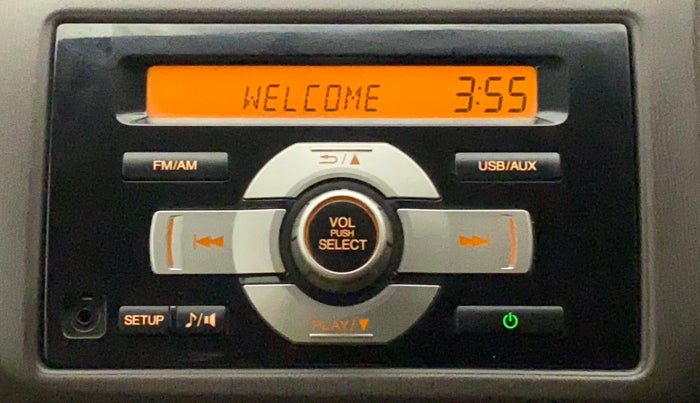 WELCOME 3:55
FM/AM
USB/AUX
VOL
PUSH
SELECT
SETUP
PLAY/▼